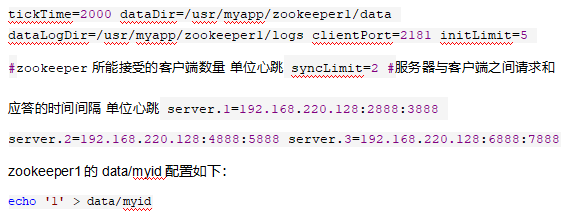 tickTime=2000 dataDir=/usr/myapp/zookeeper1/data
dataLogDir=/usr/myapp/zookeeper1/logs clientPort=2181 initLimit=5
#zookeeper 所能接受的客户端数量 单位心跳 syncLimit=2 #服务器与客户端之间请求和
应答的时间间隔 单位心跳 server.1=192.168.220.128:2888:3888
server.2=192.168.220.128:4888:5888 server.3=192.168.220.128:6888:7888
zookeeper1 的 data/myid 配置如下：
echo '1' > data/myid